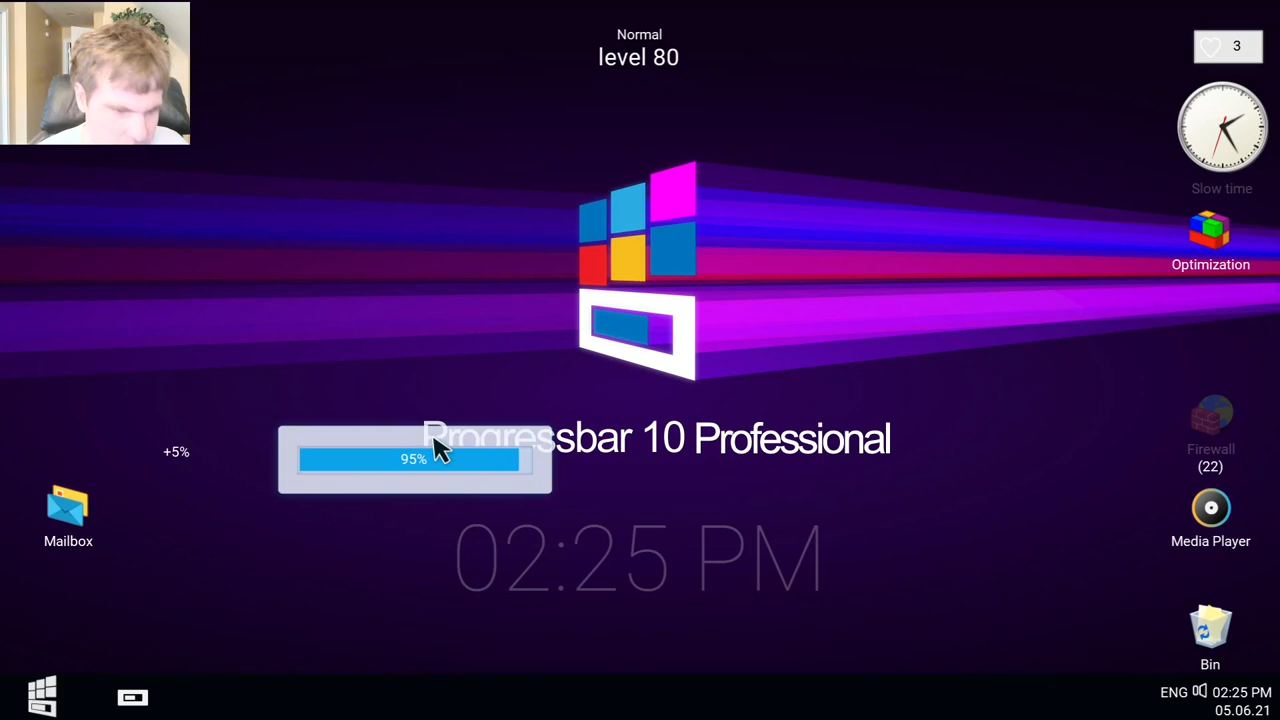 Normal
level 80
3
Slow time
Optimization
Progressbar 10 Professional
95%
+5%
Firewall
(22)
Mailbox
Media Player
02:25 PM
Bin
ENG 02:25 PM
05.06.21